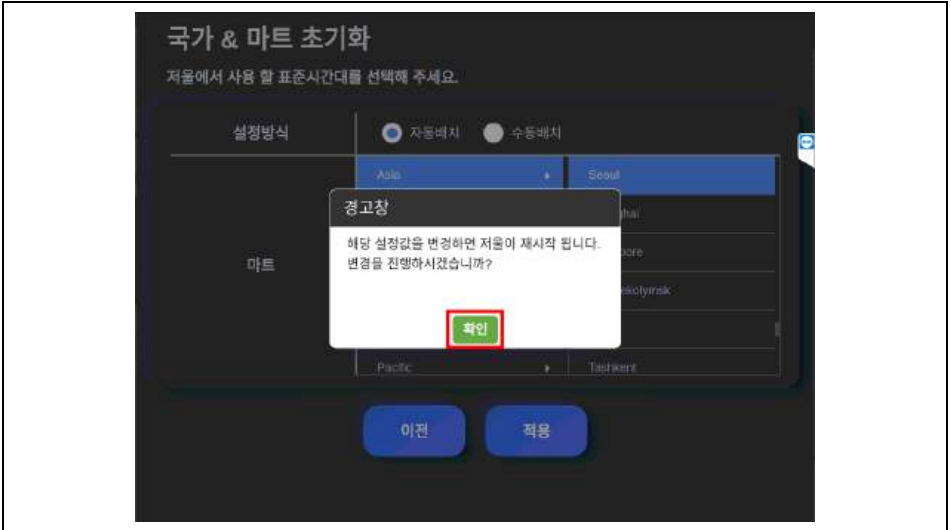 국가 & 마트 초기화
저울에서 사용 할 표준시간대를 선택해 주세요.
설정방식
자동배치
수동배치
Asia
Seoul
경고창
해당 설정값을 변경하면 저울이 재시작 됩니다.
변경을 진행하시겠습니까?
마트
확인
Pacific
Tashkent
이전
적용